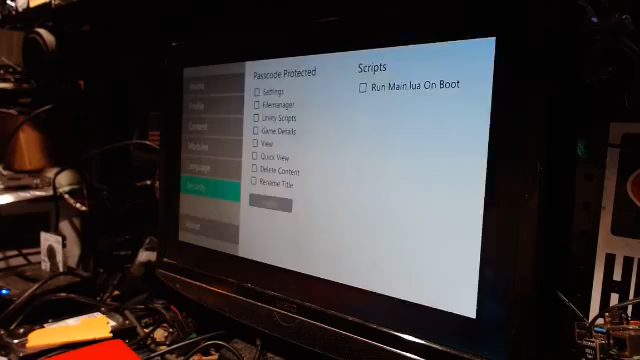 Profile
Content
Modules
Language
Security
About
Passcode Protected
Settings
Filemanager
Unity Scripts
Game Details
View
Quick View
Delete Content
Rename Title
Scripts
Run Main.lua On Boot